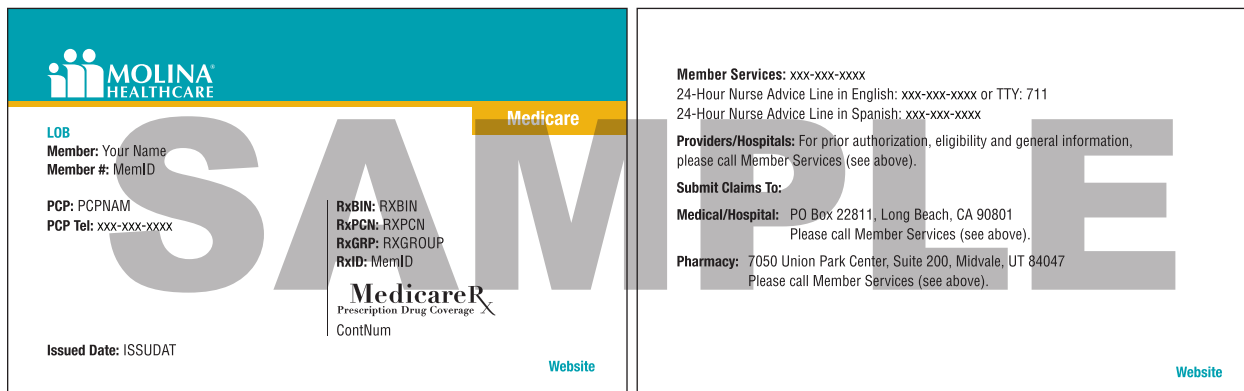 MOLINA®
HEALTHCARE
Medicare
LOB
Member: Your Name
Member #: MemID
PCP: PCPNAM
PCP Tel: xxx-xxx-xxxx
RxBIN: RXBIN
RxPCN: RXPCN
RxGRP: RXGROUP
RxID: MemID
MedicareRx
Prescription Drug Coverage
ContNum
Issued Date: ISSUDAT
Website
Member Services: xxx-xxx-xxxx
24-Hour Nurse Advice Line in English: xxx-xxx-xxxx or TTY: 711
24-Hour Nurse Advice Line in Spanish: xxx-xxx-xxxx
Providers/Hospitals: For prior authorization, eligibility and general information,
please call Member Services (see above).
Submit Claims To:
Medical/Hospital: PO Box 22811, Long Beach, CA 90801
Please call Member Services (see above).
Pharmacy: 7050 Union Park Center, Suite 200, Midvale, UT 84047
Please call Member Services (see above).
Website
SAMPLE